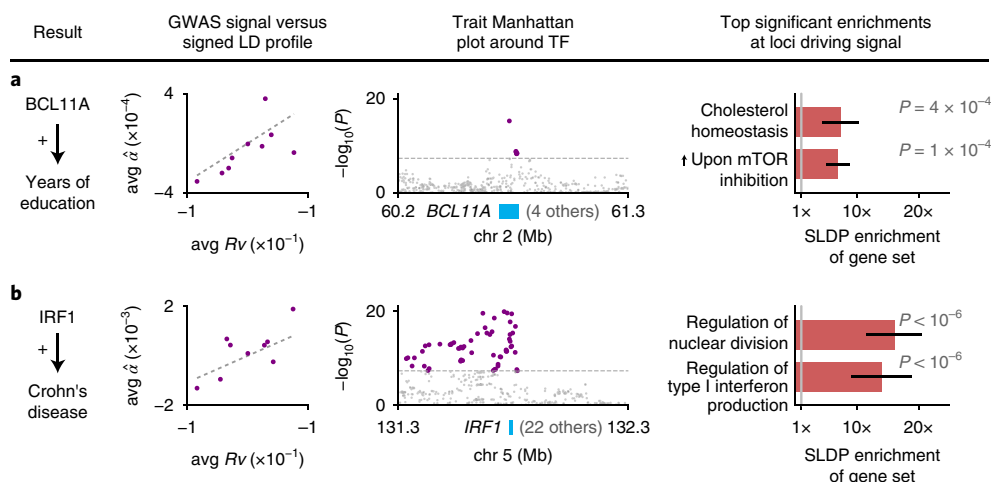 Result
GWAS signal versus
signed LD profile
Trait Manhattan
plot around TF
Top significant enrichments
at loci driving signal
a
BCL11A
+
Years of
education
avg α̂ (×10⁻⁴)
4
−4
−1
−1
avg Rv (×10⁻¹)
−log₁₀(P)
20
0
60.2
BCL11A
(4 others)
61.3
chr 2 (Mb)
Cholesterol
homeostasis
P = 4 × 10⁻⁴
↑ Upon mTOR
inhibition
P = 1 × 10⁻⁴
1×
10×
20×
SLDP enrichment
of gene set
b
IRF1
+
Crohn's
disease
avg α̂ (×10⁻³)
2
−2
−1
−1
avg Rv (×10⁻¹)
−log₁₀(P)
20
0
131.3
IRF1
(22 others)
132.3
chr 5 (Mb)
Regulation of
nuclear division
P < 10⁻⁶
Regulation of
type I interferon
production
P < 10⁻⁶
1×
10×
20×
SLDP enrichment
of gene set